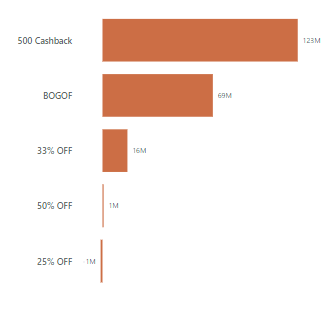 500 Cashback
123M
BOGOF
69M
33% OFF
16M
50% OFF
1M
25% OFF
1M